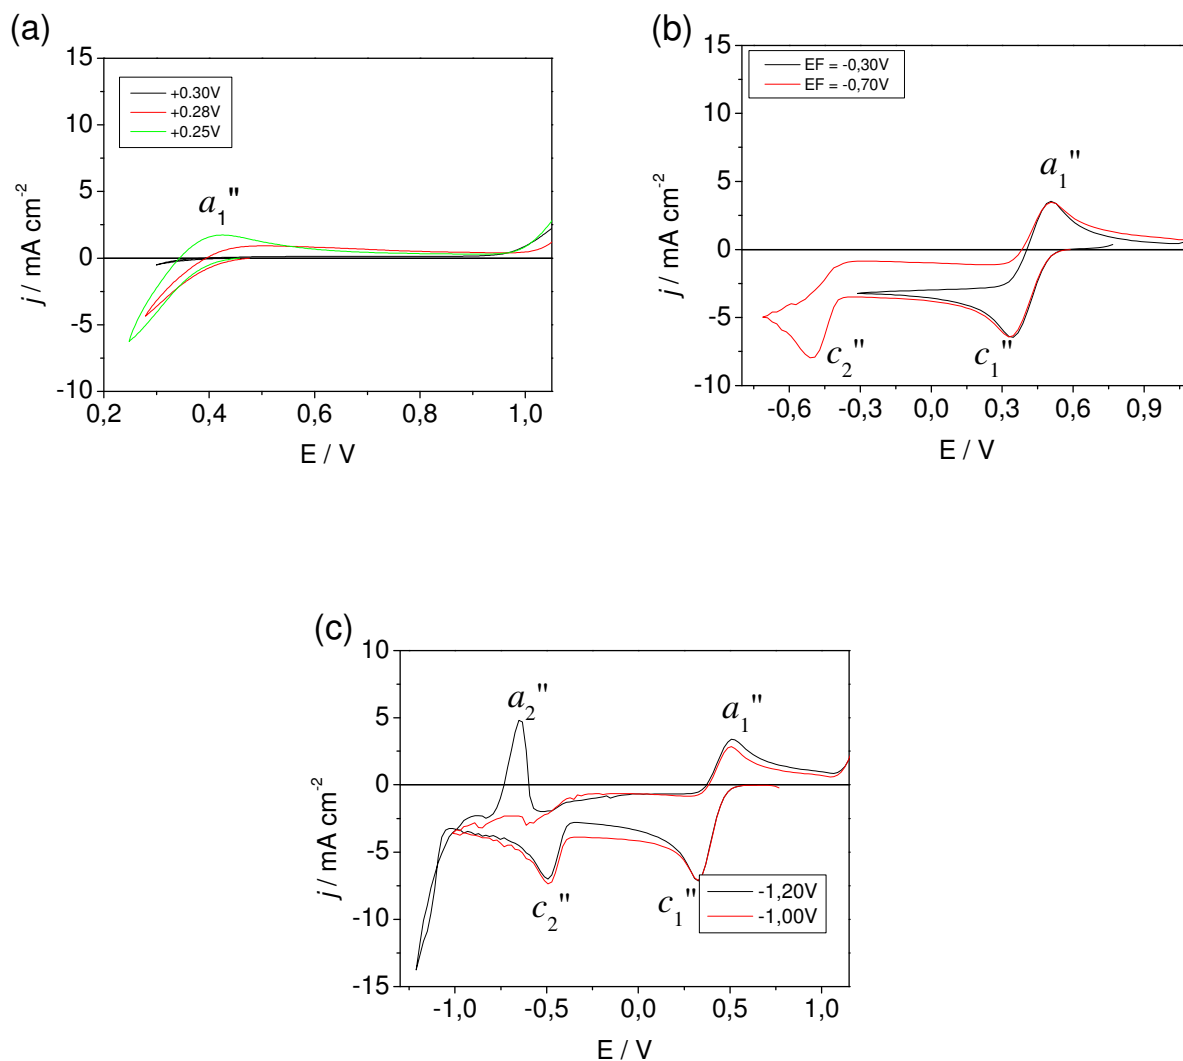 (a)
15
10
5
0
-5
-10
j / mA cm-2
+0.30V
+0.28V
+0.25V
a1"
0,2
0,4
0,6
0,8
1,0
E / V
(b)
15
10
5
0
-5
-10
j / mA cm-2
EF = -0,30V
EF = -0,70V
a1"
c2"
c1"
-0,6
-0,3
0,0
0,3
0,6
0,9
E / V
(c)
10
5
0
-5
-10
-15
j / mA cm-2
a2"
a1"
c2"
c1"
-1,20V
-1,00V
-1,0
-0,5
0,0
0,5
1,0
E / V